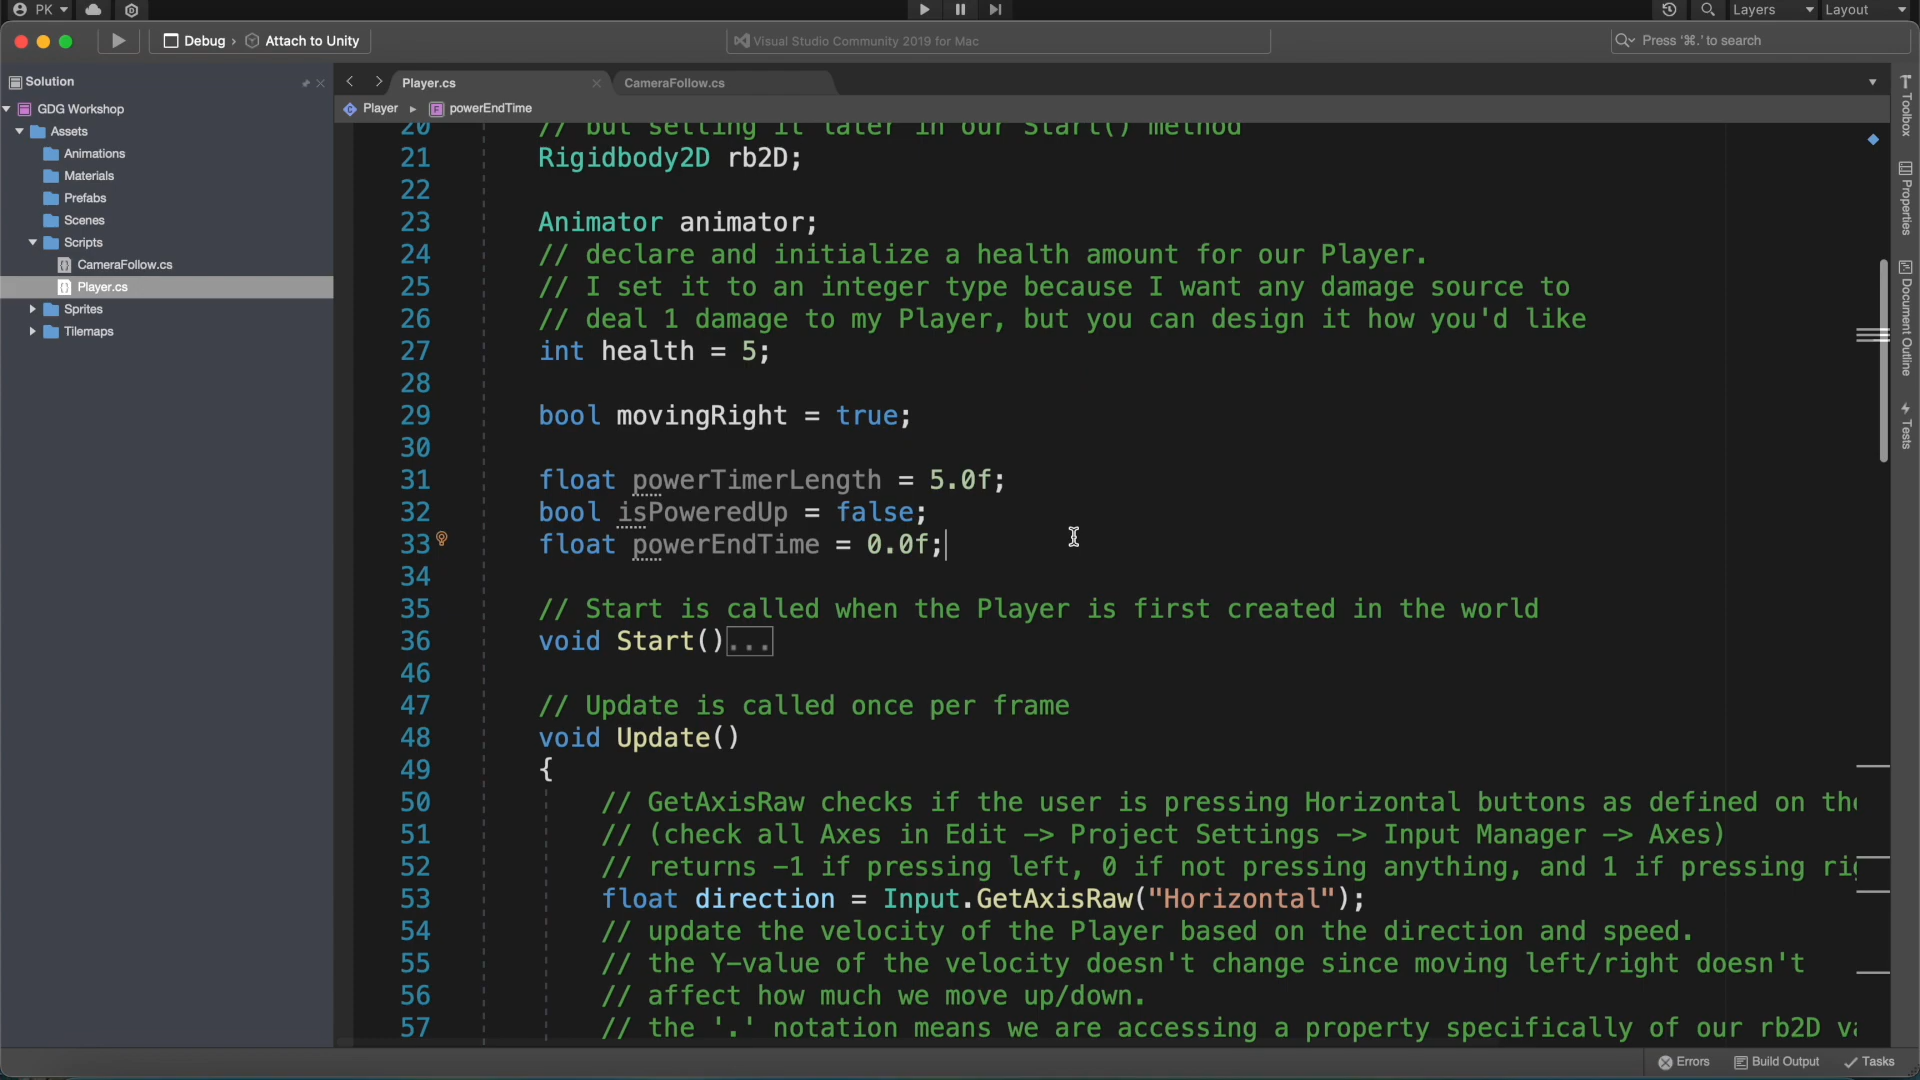 PK
Layers
Layout
Debug › Attach to Unity
Visual Studio Community 2019 for Mac
Press '⌘.' to search
Solution
GDG Workshop
Assets
Animations
Materials
Prefabs
Scenes
Scripts
CameraFollow.cs
Player.cs
Sprites
Tilemaps
Player.cs
CameraFollow.cs
Player ▸ powerEndTime
20 // but setting it later in our Start() method
21 Rigidbody2D rb2D;
22
23 Animator animator;
24 // declare and initialize a health amount for our Player.
25 // I set it to an integer type because I want any damage source to
26 // deal 1 damage to my Player, but you can design it how you'd like
27 int health = 5;
28
29 bool movingRight = true;
30
31 float powerTimerLength = 5.0f;
32 bool isPoweredUp = false;
33 float powerEndTime = 0.0f;
34
35 // Start is called when the Player is first created in the world
36 void Start()...
46
47 // Update is called once per frame
48 void Update()
49 {
50 // GetAxisRaw checks if the user is pressing Horizontal buttons as defined on
51 // (check all Axes in Edit -> Project Settings -> Input Manager -> Axes)
52 // returns -1 if pressing left, 0 if not pressing anything, and 1 if pressing
53 float direction = Input.GetAxisRaw("Horizontal");
54 // update the velocity of the Player based on the direction and speed.
55 // the Y-value of the velocity doesn't change since moving left/right doesn't
56 // affect how much we move up/down.
57 // the '.' notation means we are accessing a property specifically of our rb2D
Toolbox
Properties
Document Outline
Tests
Errors
Build Output
Tasks